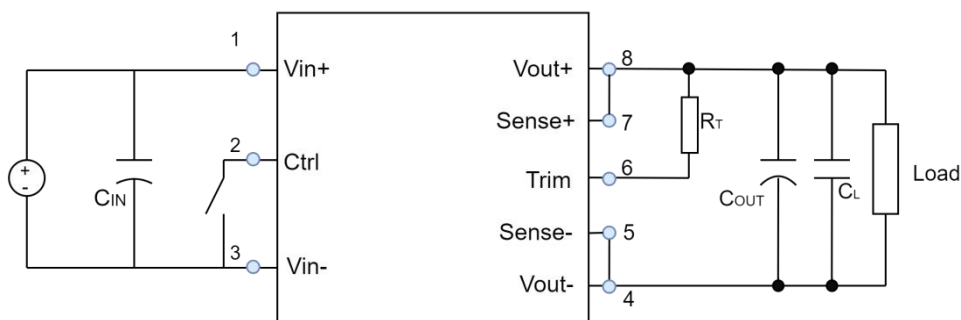 1
Vin+
Vout+
8
Sense+
7
RT
2
Ctrl
Trim
6
+
-
CIN
COUT
CL
Load
3
Vin-
Sense-
5
Vout-
4